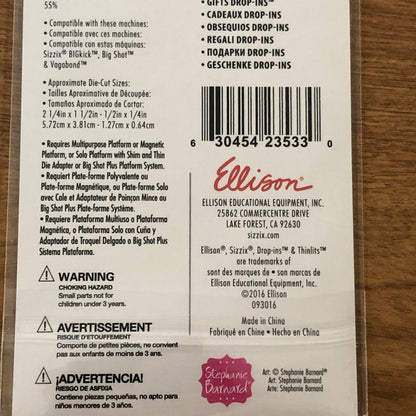 55%
• Compatible with these machines:
• Compatible avec ces machines:
• Compatible con estas máquinas:
Sizzix® BIGkick™, Big Shot™
& Vagabond™
• Approximate Die-Cut Sizes:
• Tailles Aproximative de Découpée:
• Tamaños Aproximado de Cortar:
2 1/4in x 1 1/2in - 1/2in x 1/4in
5.72cm x 3.81cm - 1.27cm x 0.64cm
• Requires Multipurpose Platform or Magnetic
Platform, or Solo Platform with Shim and Thin
Die Adapter or Big Shot Plus Platform System.
• Requiert Plate-forme Polyvalente ou
Plate-forme Magnétique, ou Plate-forme Solo
avec Cale et Adaptateur de Poinçon Mince ou
Big Shot Plus Plate-forme Système.
• Requiere Plataforma Multiuso o Plataforma
Magnética, o Plataforma Solo con Cuña y
Adaptador de Troquel Delgado o Big Shot Plus
Sistema Plataforma.
WARNING
CHOKING HAZARD
Small parts not for
children under 3 years.
AVERTISSEMENT
RISQUE D'ETOUFFEMENT
Comporte de petites pièces, ne convient
pas aux enfants de moins de 3 ans.
¡ADVERTENCIA!
RIESGO DE ASFIXIA
Contiene piezas pequeñas, no apto para
niños menores de 3 años.
• GIFTS DROP-INS™
• CADEAUX DROP-INS
• OBSEQUIOS DROP-INS
• REGALI DROP-INS
• ПОДАРКИ DROP-INS
• GESCHENKE DROP-INS
6 30454 23533 0
Ellison®
ELLISON EDUCATIONAL EQUIPMENT, INC.
25862 COMMERCENTRE DRIVE
LAKE FOREST, CA 92630
sizzix.com
Ellison®, Sizzix®, Drop-ins™ & Thinlits™
are trademarks of
sont des marques de • san marcas de
Ellison Educational Equipment, Inc.
©2016 Ellison
093016
Made in China
Fabriqué en Chine • Hecho en China
Stephanie
Barnard®
Art: © Stephanie Barnard®
Art: © Stephanie Barnard
Arte: © Stephanie Barnard